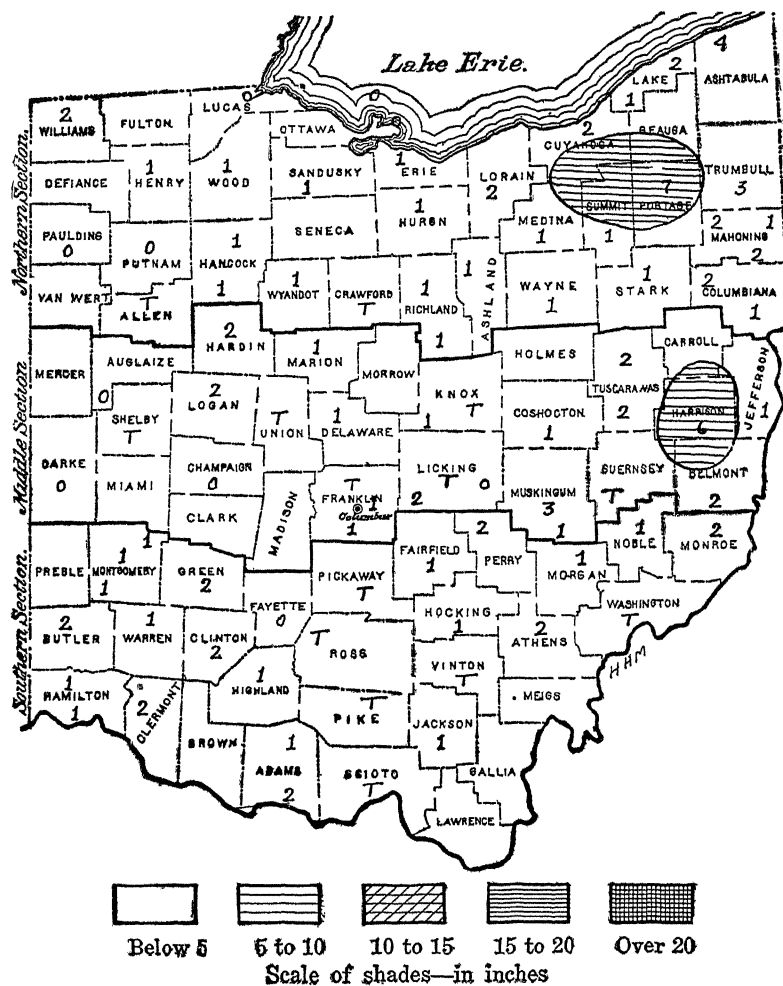 Lake Erie.
4
2
LAKE
ASHTABULA
1
2
WILLIAMS
FULTON
LUCAS
0
0
OTTAWA
2
CUYAHOGA
GEAUGA
DEFIANCE
1
HENRY
1
WOOD
SANDUSKY
1
1
ERIE
LORAIN
2
7
TRUMBULL
3
SUMMIT
PORTAGE
PAULDING
0
0
PUTNAM
1
HANCOCK
1
SENECA
1
HURON
MEDINA
1
1
2
1
MAHONING
2
VAN WERT
T
ALLEN
1
WYANDOT
CRAWFORD
T
1
RICHLAND
1
1
ASHLAND
WAYNE
1
1
STARK
2
COLUMBIANA
1
Northern Section.
MERCER
AUGLAIZE
0
2
HARDIN
1
MARION
MORROW
HOLMES
2
TUSCARAWAS
2
CARROLL
JEFFERSON
1
SHELBY
T
2
LOGAN
T
UNION
1
DELAWARE
KNOX
1
T
COSHOCTON
1
HARRISON
6
Middle Section
DARKE
0
MIAMI
CHAMPAIGN
0
CLARK
MADISON
T
FRANKLIN
1
Columbus
1
LICKING
T
0
2
MUSKINGUM
3
1
GUERNSEY
T
BELMONT
2
PREBLE
1
1
MONTGOMERY
1
GREEN
2
PICKAWAY
T
FAIRFIELD
1
2
PERRY
1
MORGAN
1
NOBLE
2
MONROE
Southern Section.
2
BUTLER
1
WARREN
CLINTON
2
FAYETTE
0
T
ROSS
HOCKING
1
2
ATHENS
WASHINGTON
T
1
HAMILTON
1
2
CLERMONT
1
HIGHLAND
VINTON
T
MEIGS
HHM
BROWN
1
ADAMS
2
PIKE
T
JACKSON
1
SCIOTO
T
GALLIA
LAWRENCE
Below 5
5 to 10
10 to 15
15 to 20
Over 20
Scale of shades—in inches